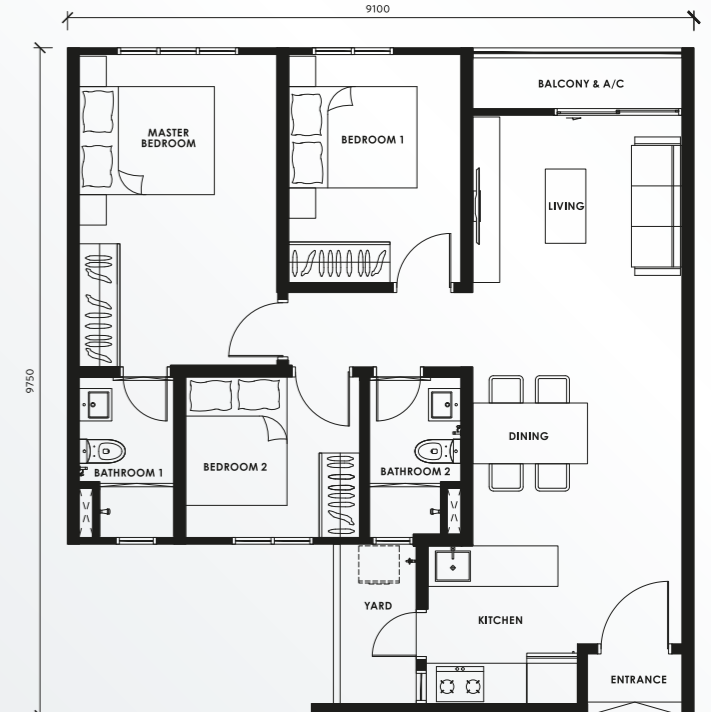 9100
BALCONY & A/C
MASTER
BEDROOM
BEDROOM 1
LIVING
9750
DINING
BATHROOM 1
BEDROOM 2
BATHROOM 2
YARD
KITCHEN
ENTRANCE